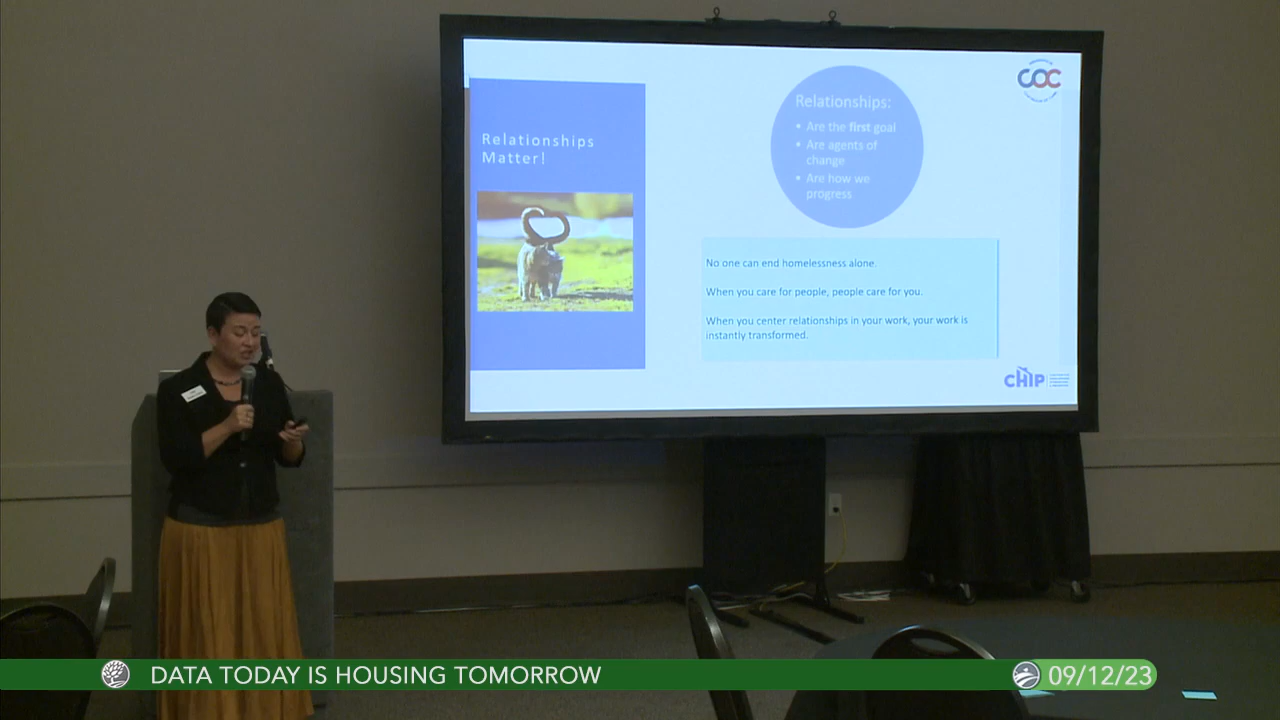 Relationships
Matter!
Relationships:
• Are the first goal
• Are agents of
change
• Are how we
progress
COC
No one can end homelessness alone.
When you care for people, people care for you.
When you center relationships in your work, your work is
instantly transformed.
CHIP
DATA TODAY IS HOUSING TOMORROW
09/12/23